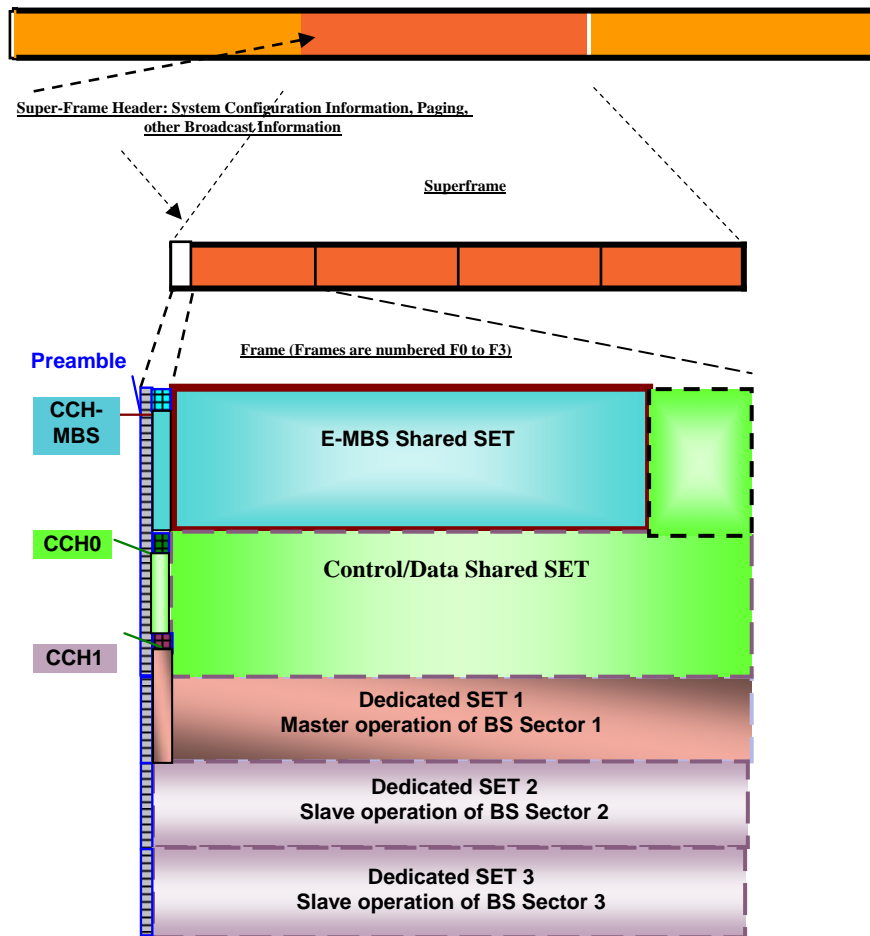 Super-Frame Header: System Configuration Information, Paging,
other Broadcast Information
Superframe
Frame (Frames are numbered F0 to F3)
Preamble
CCH-
MBS
E-MBS Shared SET
CCH0
Control/Data Shared SET
CCH1
Dedicated SET 1
Master operation of BS Sector 1
Dedicated SET 2
Slave operation of BS Sector 2
Dedicated SET 3
Slave operation of BS Sector 3